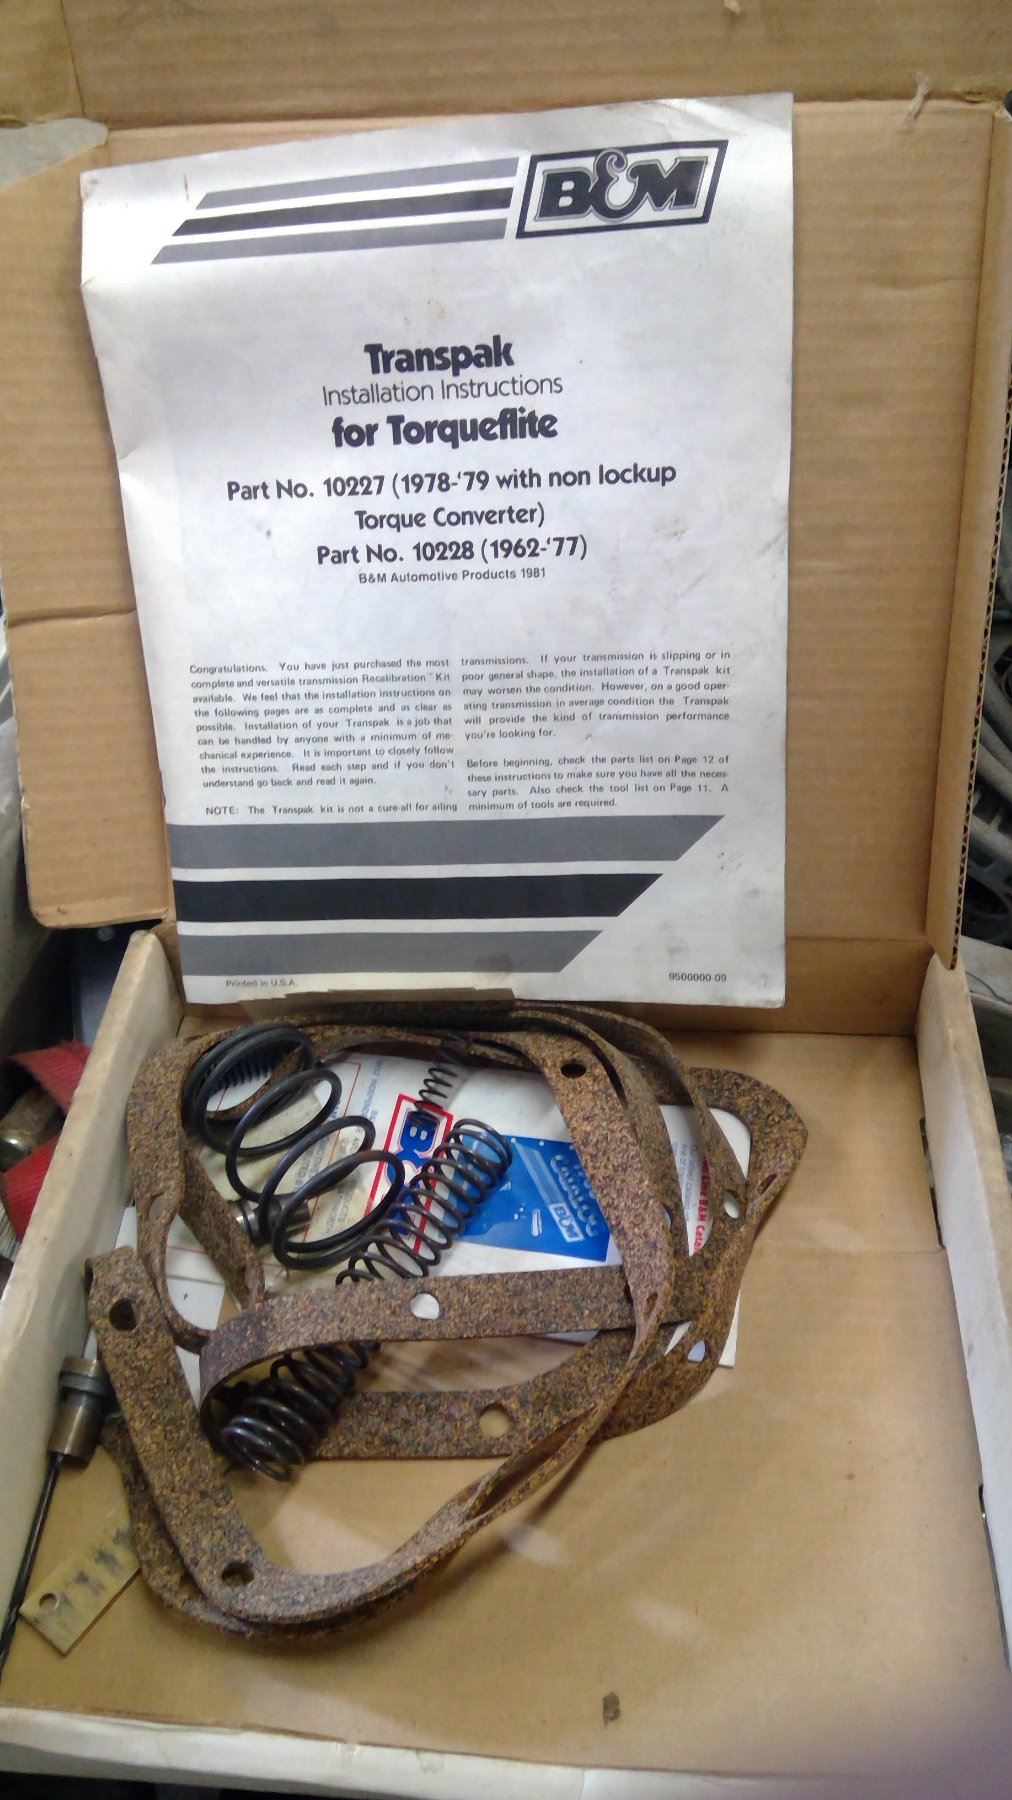 B&M
Transpak
Installation Instructions
for Torqueflite
Part No. 10227 (1978-'79 with non lockup
Torque Converter)
Part No. 10228 (1962-'77)
B&M Automotive Products 1981
Congratulations. You have just purchased the most
complete and versatile transmission Recalibration™ Kit
available. We feel that the installation instructions on
the following pages are as complete and as clear as
possible. Installation of your Transpak is a job that
can be handled by anyone with a minimum of me-
chanical experience. It is important to closely follow
the instructions. Read each step and if you don't
understand go back and read it again.
NOTE: The Transpak kit is not a cure-all for ailing
transmissions. If your transmission is slipping or in
poor general shape, the installation of a Transpak kit
may worsen the condition. However, on a good oper-
ating transmission in average condition the Transpak
will provide the kind of transmission performance
you're looking for.
Before beginning, check the parts list on Page 12 of
these instructions to make sure you have all the neces-
sary parts. Also check the tool list on Page 11. A
minimum of tools are required.
Printed in U.S.A.
9500000-09
CATALOG
B&M